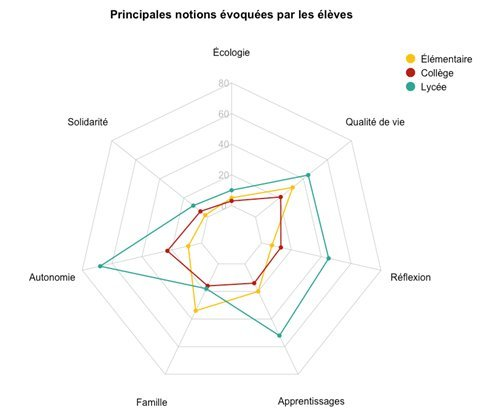 Principales notions évoquées par les élèves
Écologie
Élémentaire
Collège
Lycée
80
60
40
20
0
Solidarité
Qualité de vie
Autonomie
Réflexion
Famille
Apprentissages